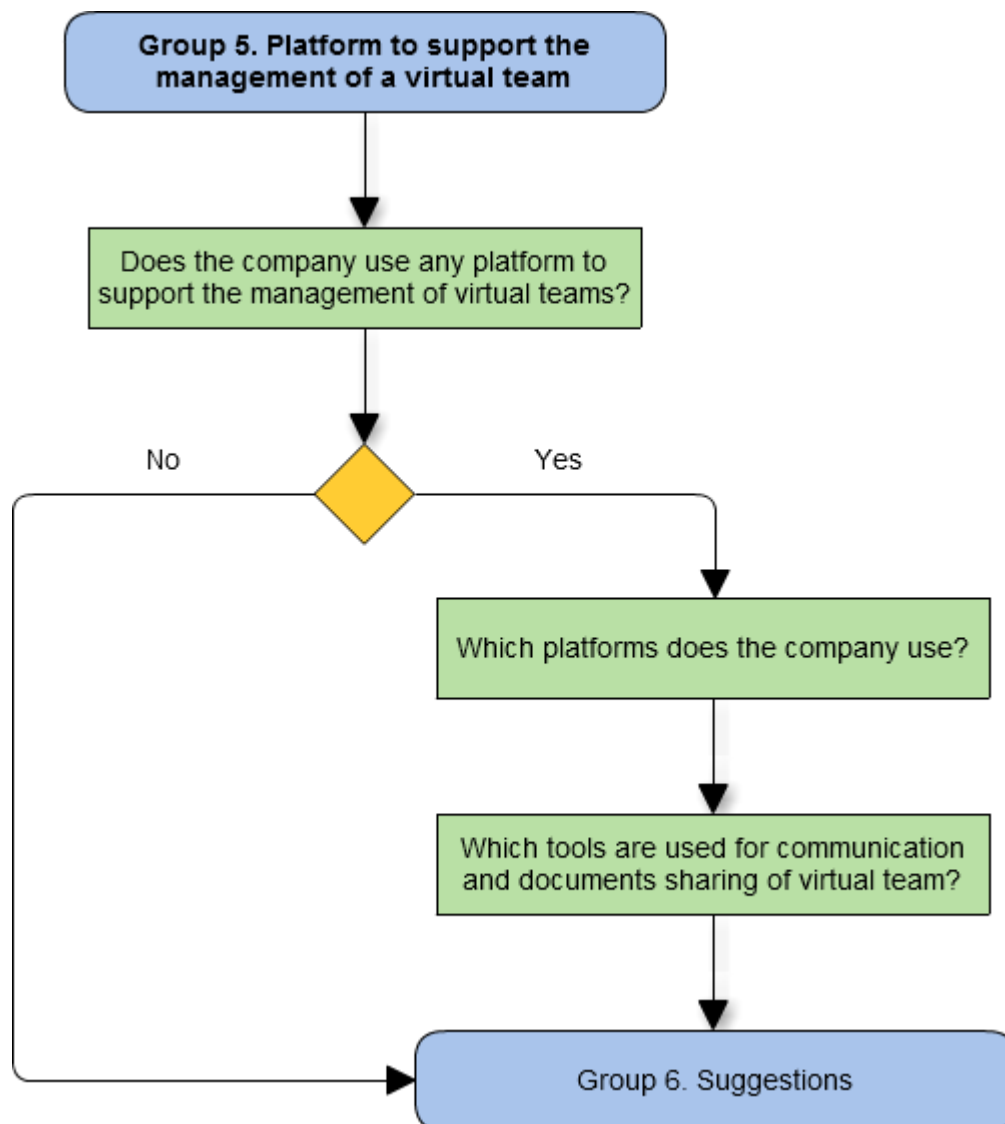 Group 5. Platform to support the
management of a virtual team
Does the company use any platform to
support the management of virtual teams?
No
Yes
Which platforms does the company use?
Which tools are used for communication
and documents sharing of virtual team?
Group 6. Suggestions